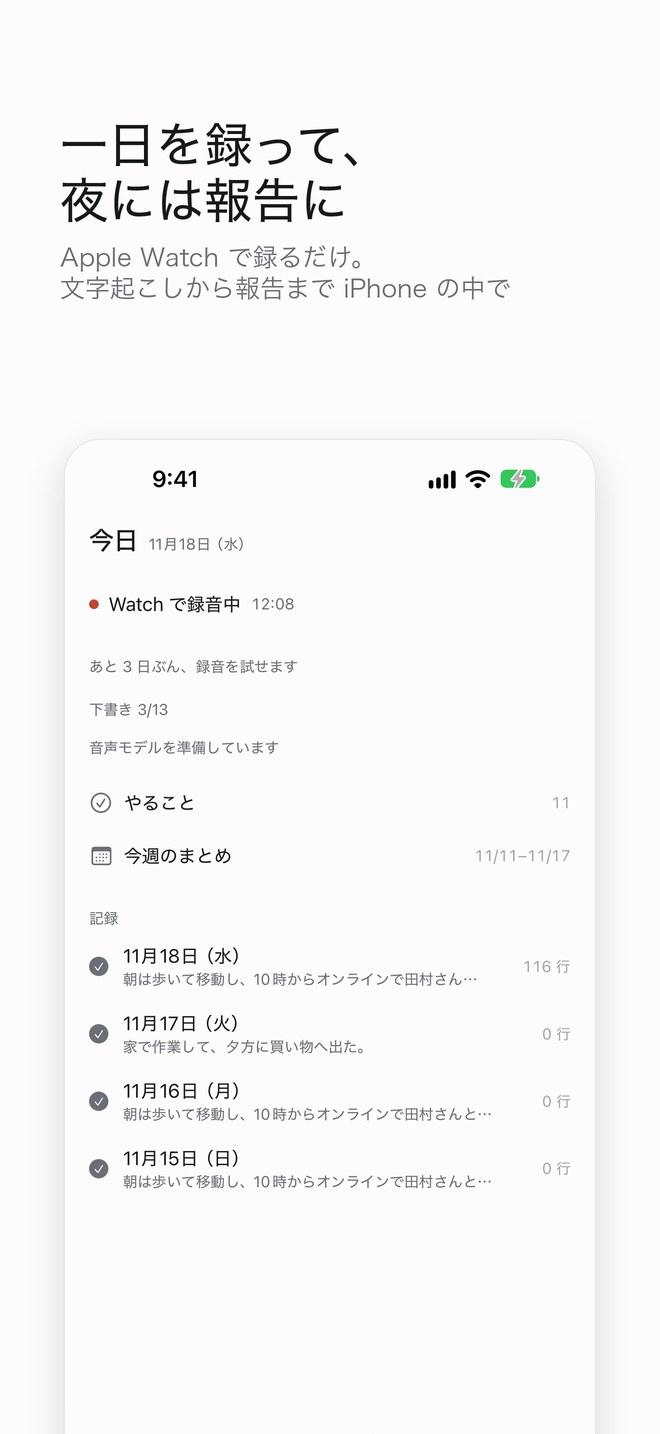 一日を録って、
夜には報告に
Apple Watch で録るだけ。
文字起こしから報告まで iPhone の中で
9:41
今日 11月18日（水）
Watch で録音中 12:08
あと 3 日ぶん、録音を試せます
下書き 3/13
音声モデルを準備しています
やること 11
今週のまとめ 11/11–11/17
記録
11月18日（水）
朝は歩いて移動し、10時からオンラインで田村さん… 116 行
11月17日（火）
家で作業して、夕方に買い物へ出た。 0 行
11月16日（月）
朝は歩いて移動し、10時からオンラインで田村さんと… 0 行
11月15日（日）
朝は歩いて移動し、10時からオンラインで田村さんと… 0 行